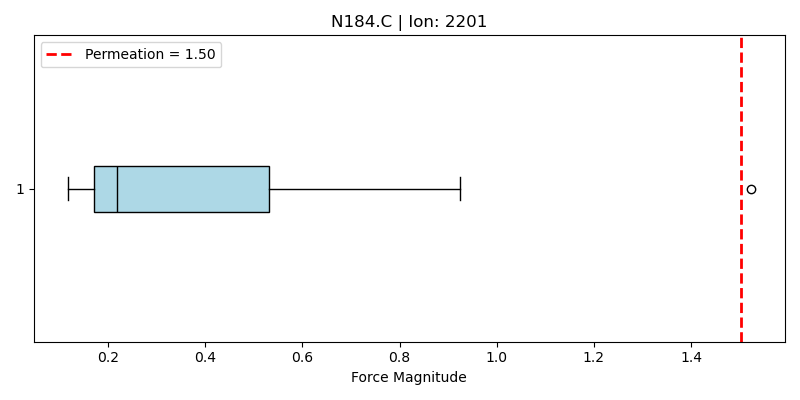 N184.C | Ion: 2201
Permeation = 1.50
1
0.2 0.4 0.6 0.8 1.0 1.2 1.4
Force Magnitude